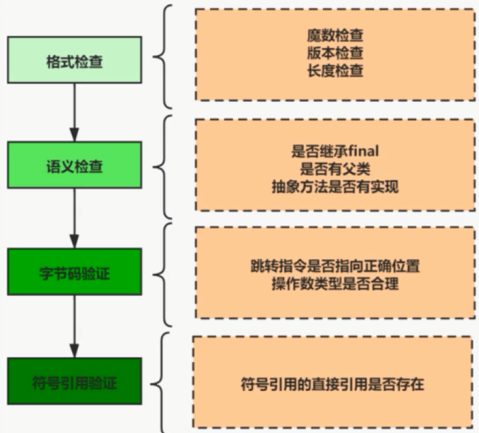 格式检查
魔数检查
版本检查
长度检查
语义检查
是否继承final
是否有父类
抽象方法是否有实现
字节码验证
跳转指令是否指向正确位置
操作数类型是否合理
符号引用验证
符号引用的直接引用是否存在